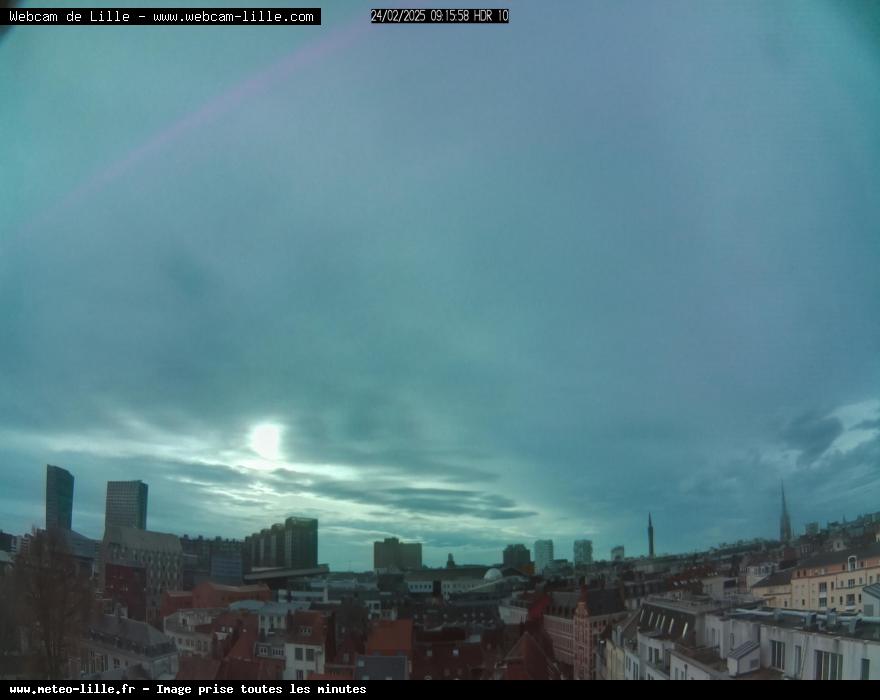 Webcam de Lille - www.webcam-lille.com
24/02/2025 09:15:58 HDR 10
www.meteo-lille.fr - Image prise toutes les minutes